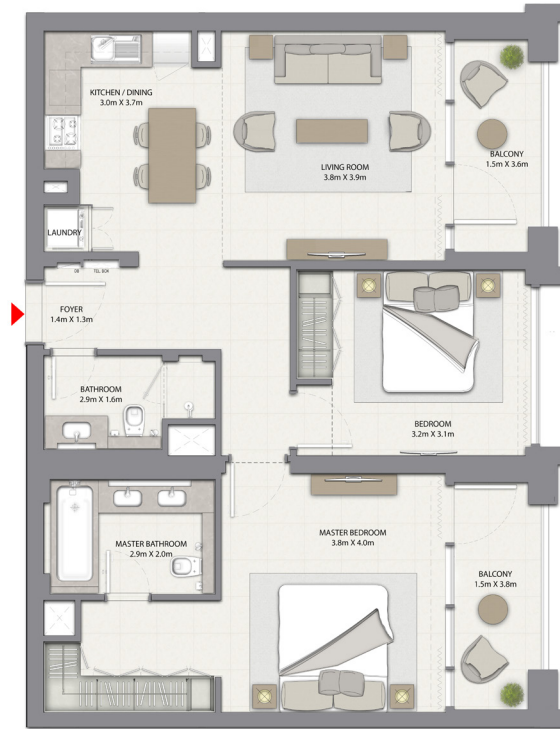 KITCHEN / DINING
3.0m X 3.7m
LIVING ROOM
3.8m X 3.9m
BALCONY
1.5m X 3.6m
LAUNDRY
DB
TEL BOX
FOYER
1.4m X 1.3m
BATHROOM
2.9m X 1.6m
BEDROOM
3.2m X 3.1m
MASTER BATHROOM
2.9m X 2.0m
MASTER BEDROOM
3.8m X 4.0m
BALCONY
1.5m X 3.8m